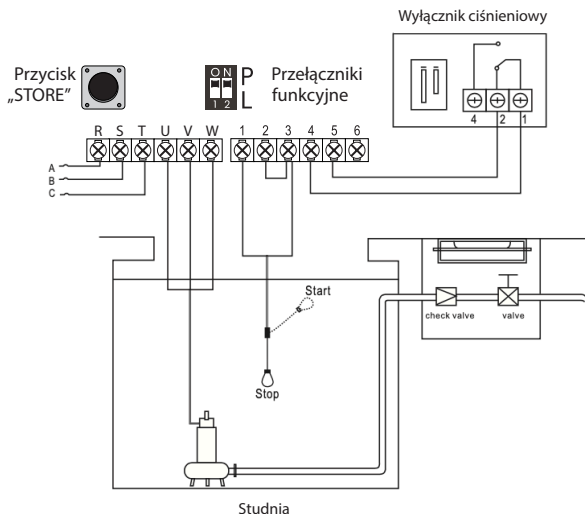 Wyłącznik ciśnieniowy
Przycisk
„STORE”
ON
1 2
P
L
Przełączniki
funkcyjne
4 2 1
R S T U V W 1 2 3 4 5 6
A
B
C
Start
Stop
check valve
valve
Studnia